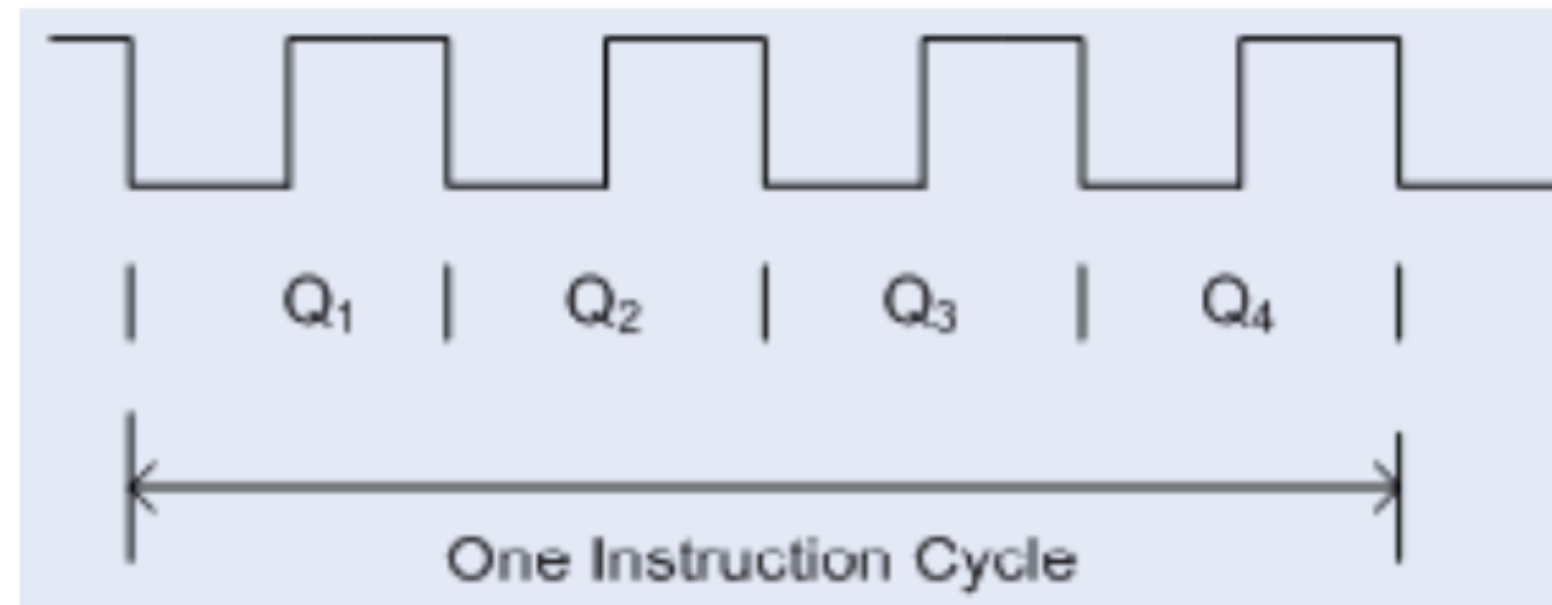 Q₁ Q₂ Q₃ Q₄
One Instruction Cycle